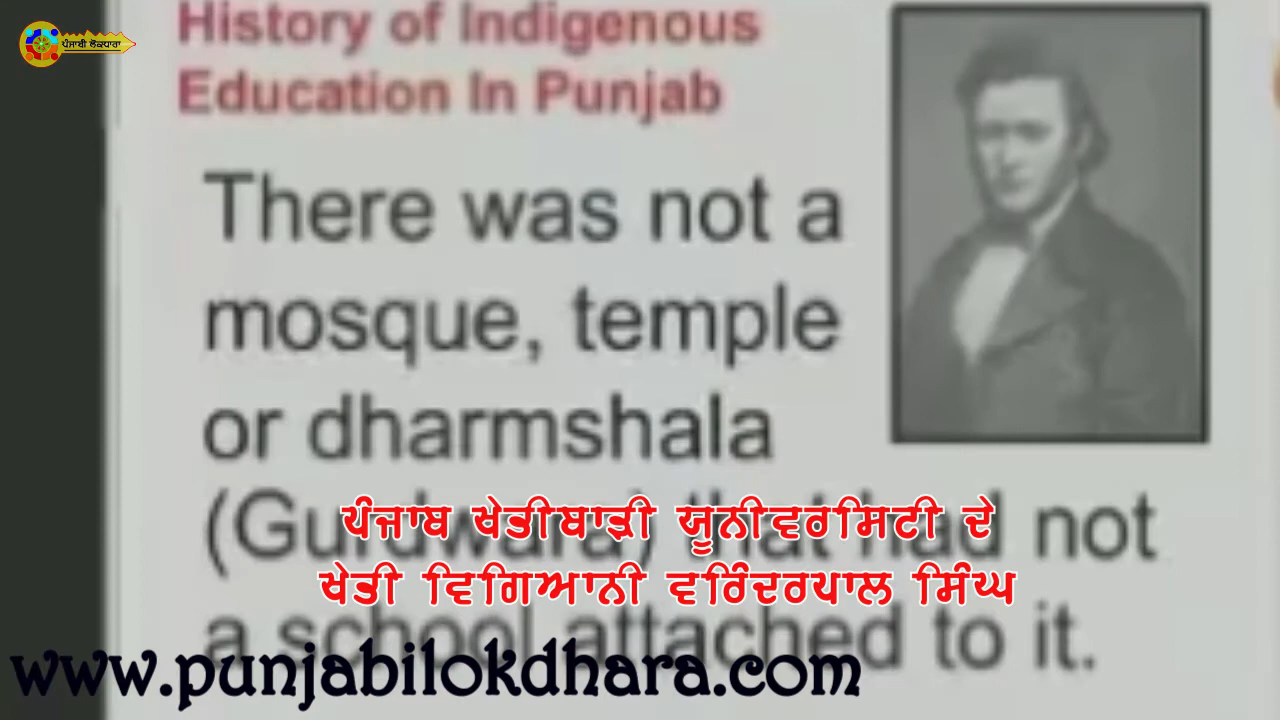 ਪੰਜਾਬੀ ਲੋਕਧਾਰਾ
History of Indigenous
Education In Punjab
There was not a
mosque, temple
or dharmshala
(Gurdwara) that had not
a school attached to it.
ਪੰਜਾਬ ਖੇਤੀਬਾੜੀ ਯੂਨੀਵਰਸਿਟੀ ਦੇ
ਖੇਤੀ ਵਿਗਿਆਨੀ ਵਰਿੰਦਰਪਾਲ ਸਿੰਘ
www.punjabilokdhara.com